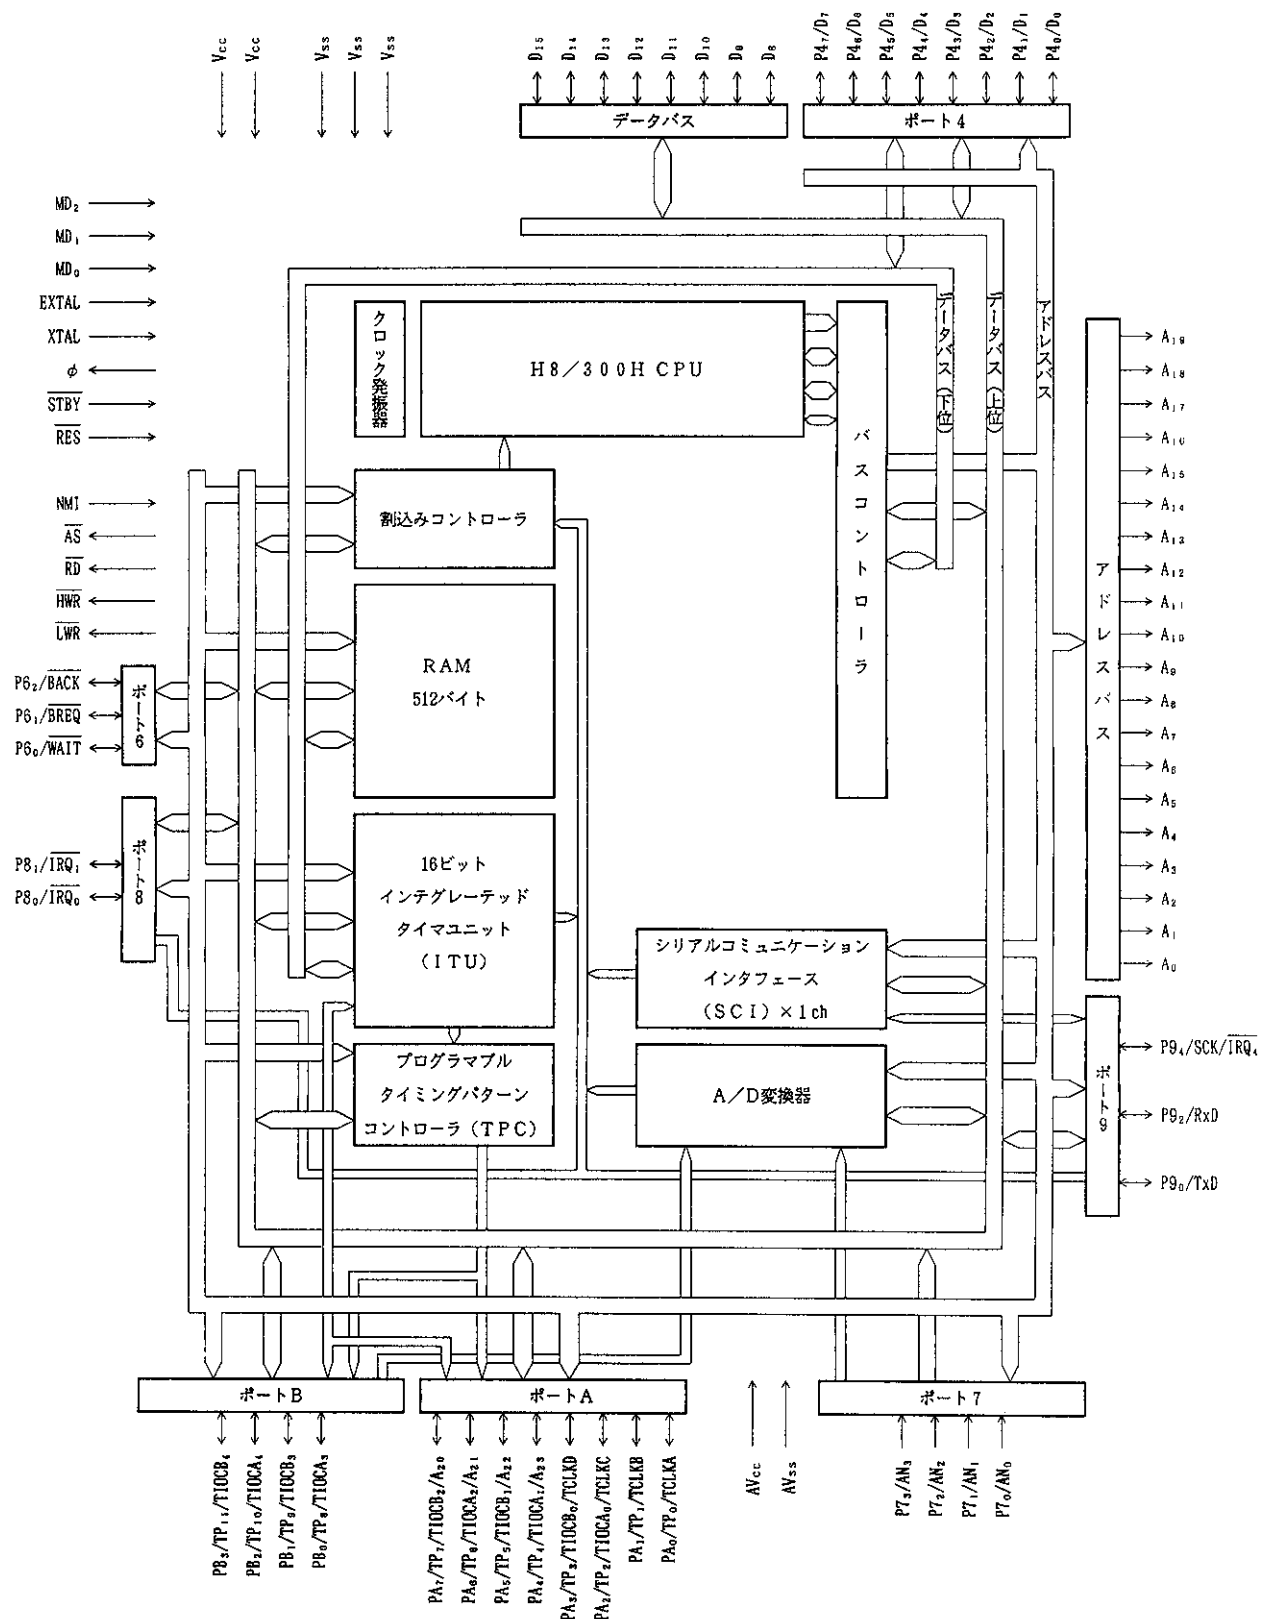 Vcc
Vcc
Vss
Vss
Vss
D₁₅
D₁₄
D₁₃
D₁₂
D₁₁
D₁₀
D₉
D₈
P4₇/D₇
P4₆/D₆
P4₅/D₅
P4₄/D₄
P4₃/D₃
P4₂/D₂
P4₁/D₁
P4₀/D₀
データバス
ポート4
MD₂
MD₁
MD₀
EXTAL
XTAL
φ
S̅T̅B̅Y̅
R̅E̅S̅
NMI
A̅S̅
R̅D̅
H̅W̅R̅
L̅W̅R̅
P6₂/B̅A̅C̅K̅
P6₁/B̅R̅E̅Q̅
P6₀/W̅A̅I̅T̅
ポート6
P8₁/I̅R̅Q̅₁
P8₀/I̅R̅Q̅₀
ポート8
クロック発振器
H8/300H CPU
バスコントローラ
データバス(下位)
データバス(上位)
アドレスバス
割込みコントローラ
RAM
512バイト
16ビット
インテグレーテッド
タイマユニット
(ITU)
プログラマブル
タイミングパターン
コントローラ(TPC)
シリアルコミュニケーション
インタフェース
(SCI)×1ch
A/D変換器
アドレスバス
A₁₉
A₁₈
A₁₇
A₁₆
A₁₅
A₁₄
A₁₃
A₁₂
A₁₁
A₁₀
A₉
A₈
A₇
A₆
A₅
A₄
A₃
A₂
A₁
A₀
ポート9
P9₄/SCK/I̅R̅Q̅₄
P9₂/RxD
P9₀/TxD
ポートB
ポートA
ポート7
PB₃/TP₁₁/TIOCB₄
PB₂/TP₁₀/TIOCA₄
PB₁/TP₉/TIOCB₃
PB₀/TP₈/TIOCA₃
PA₇/TP₇/TIOCB₂/A₂₀
PA₆/TP₆/TIOCA₂/A₂₁
PA₅/TP₅/TIOCB₁/A₂₂
PA₄/TP₄/TIOCA₁/A₂₃
PA₃/TP₃/TIOCB₀/TCLKD
PA₂/TP₂/TIOCA₀/TCLKC
PA₁/TP₁/TCLKB
PA₀/TP₀/TCLKA
AVcc
AVss
P7₃/AN₃
P7₂/AN₂
P7₁/AN₁
P7₀/AN₀